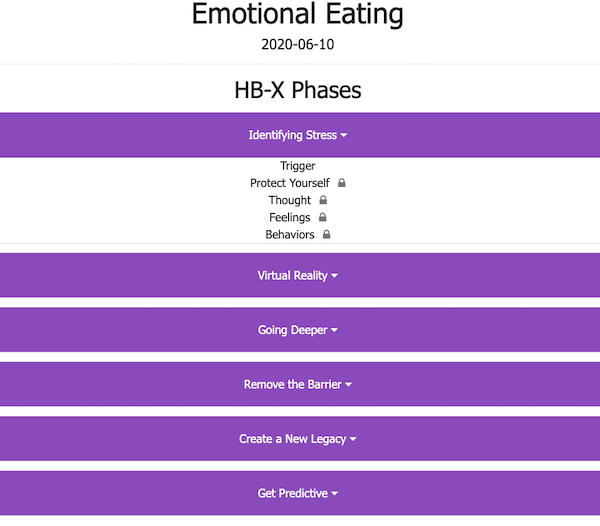 Emotional Eating
2020-06-10
HB-X Phases
Identifying Stress
Trigger
Protect Yourself
Thought
Feelings
Behaviors
Virtual Reality
Going Deeper
Remove the Barrier
Create a New Legacy
Get Predictive